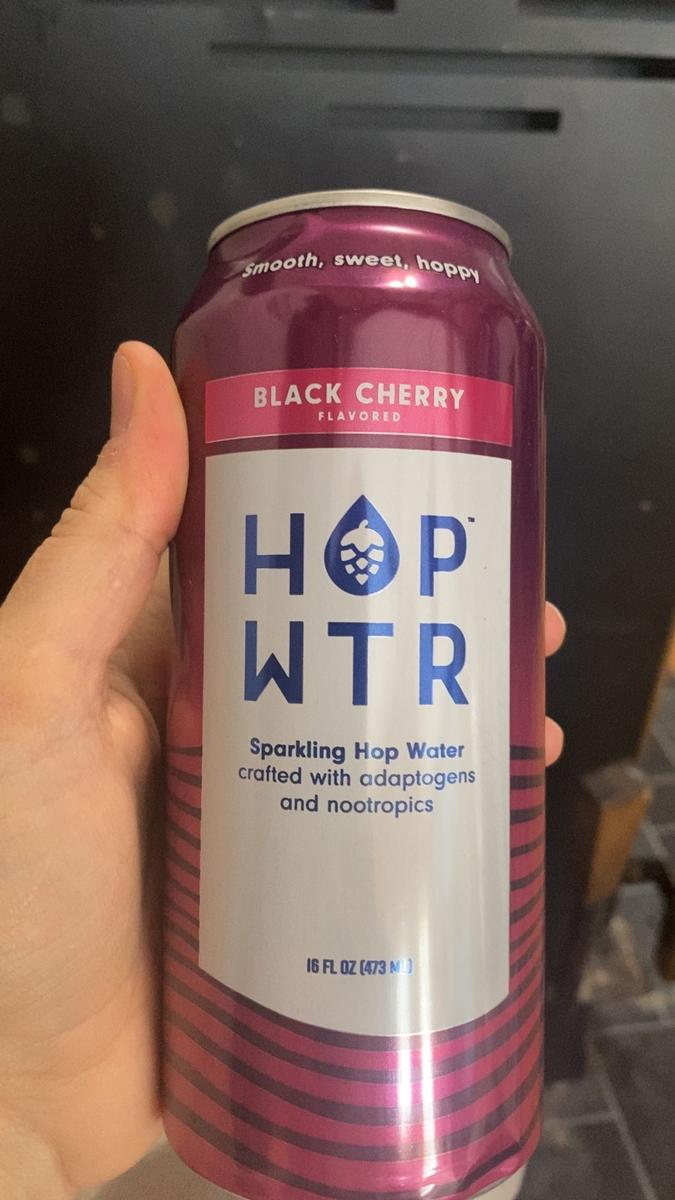 Smooth, sweet, hoppy
BLACK CHERRY
FLAVORED
HOP™
WTR
Sparkling Hop Water
crafted with adaptogens
and nootropics
16 FL OZ (473 ML)